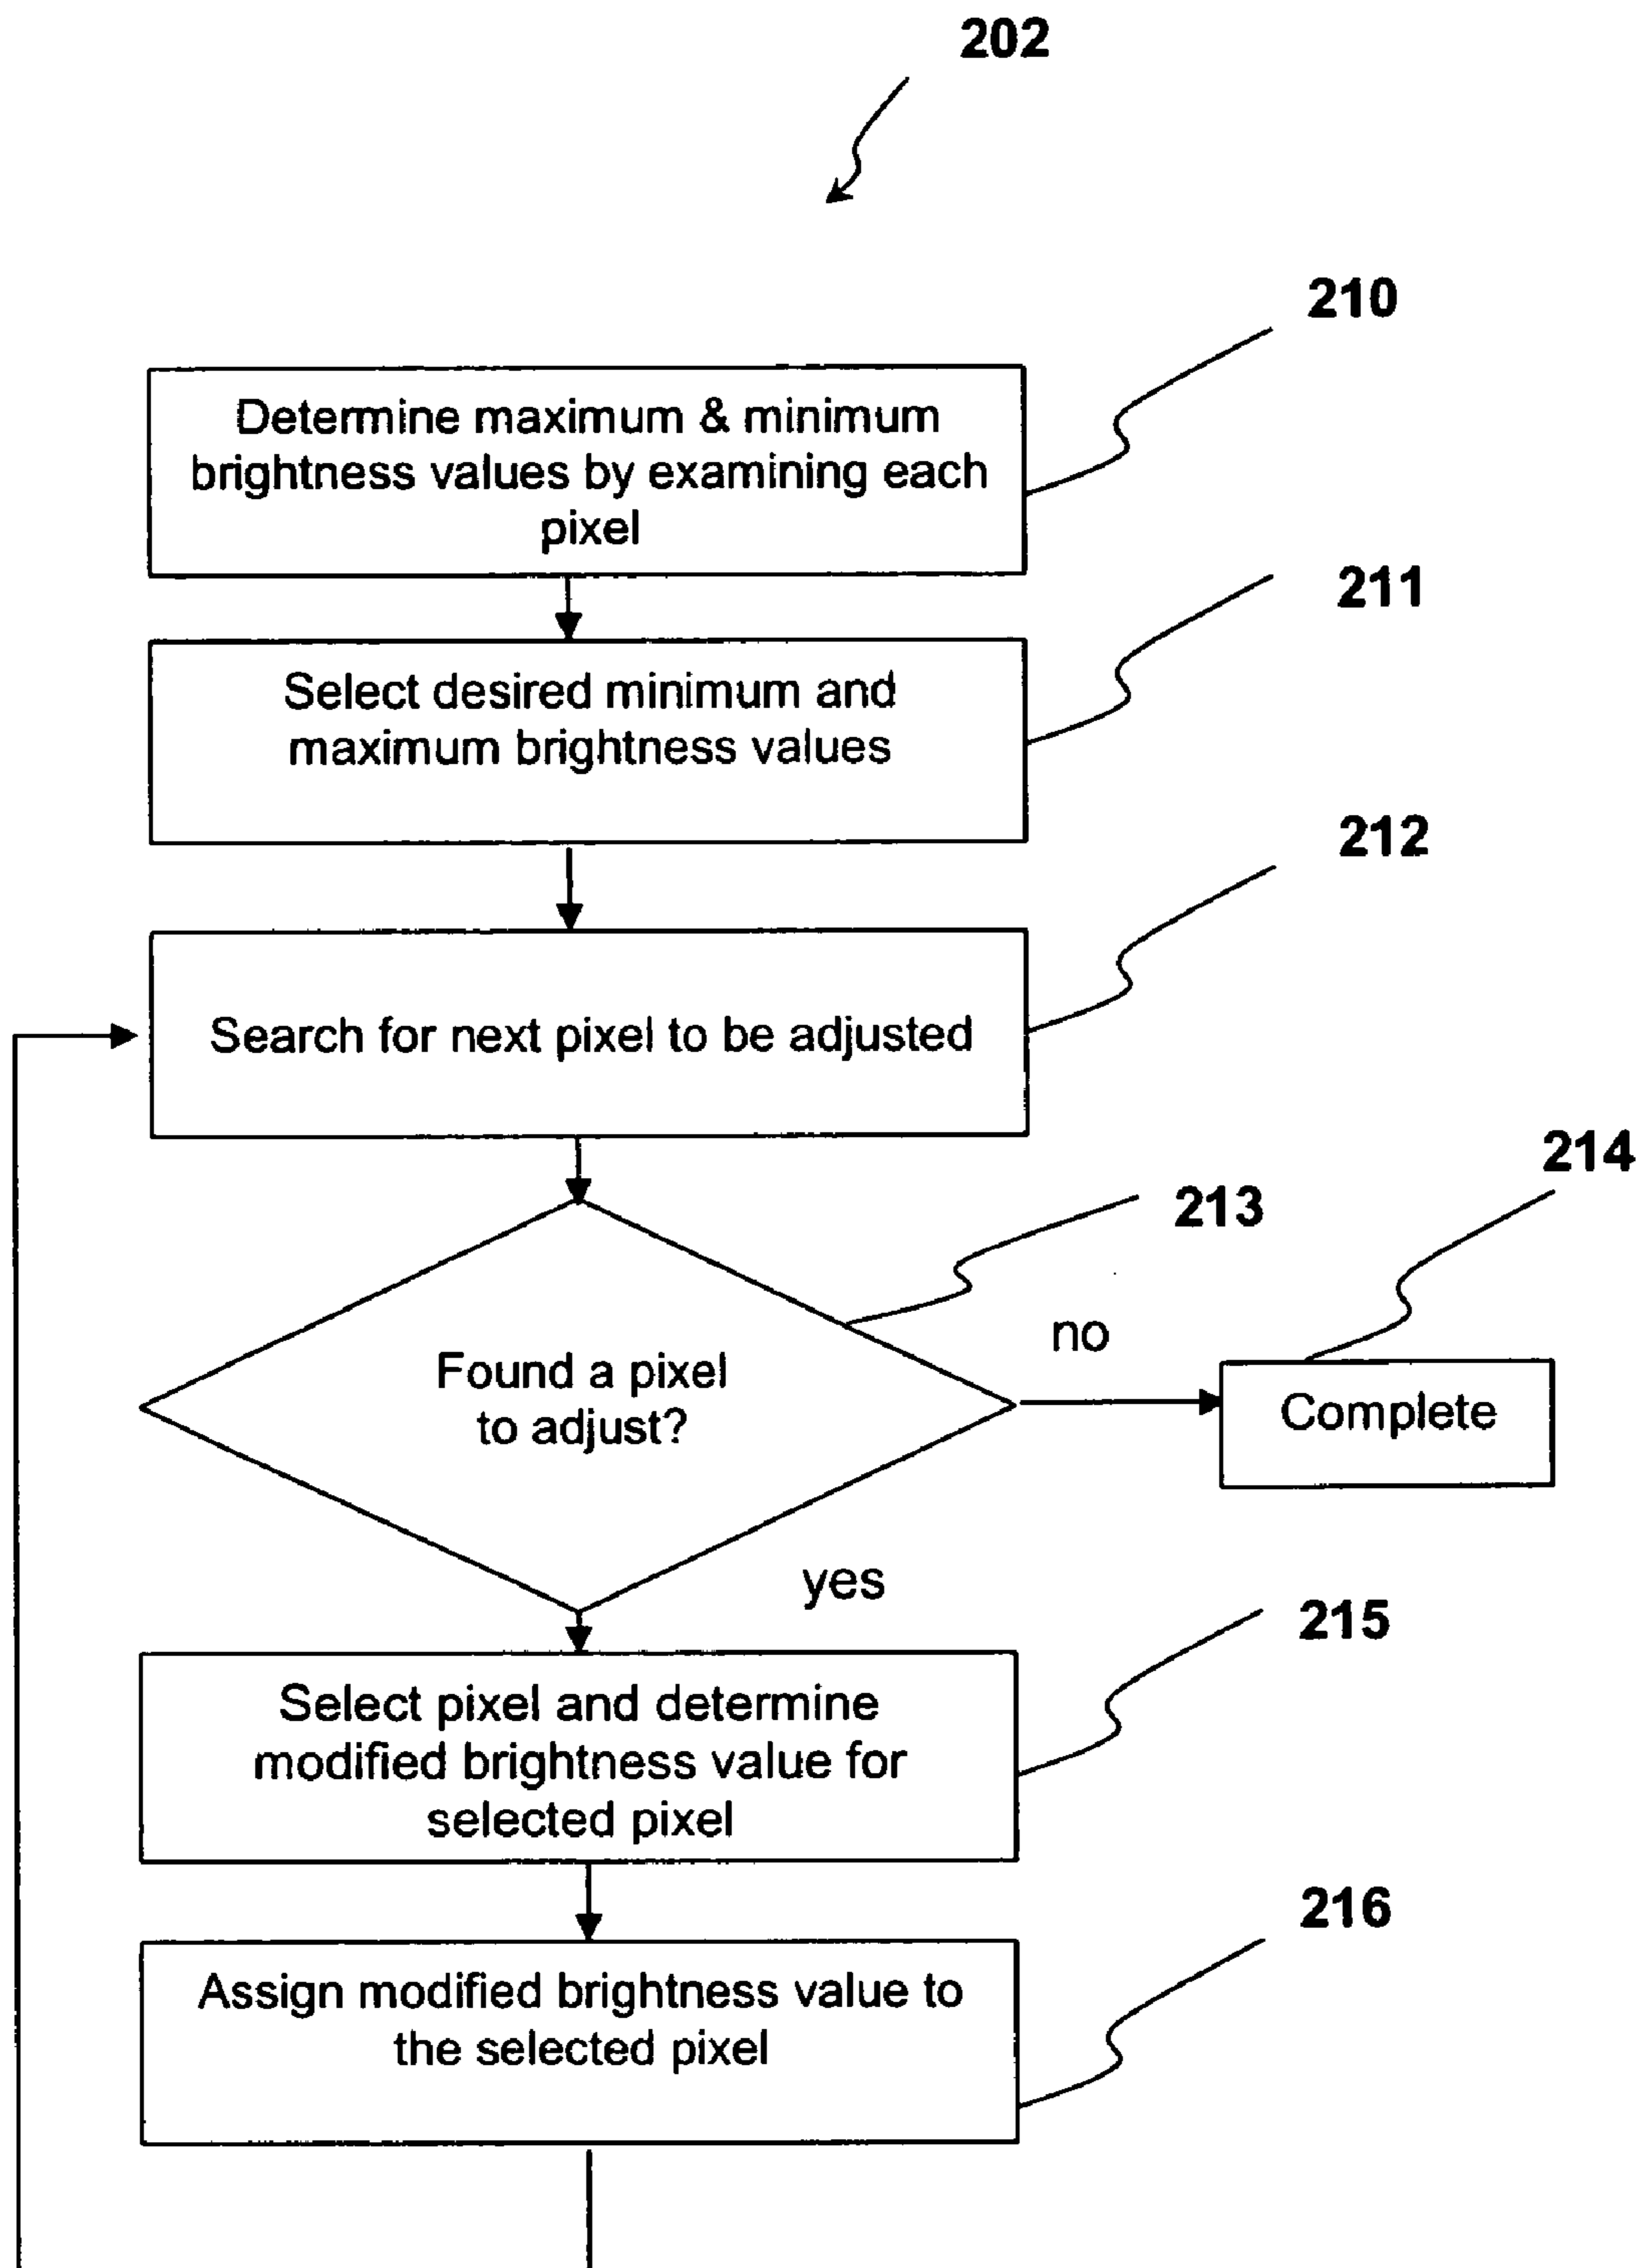 202
210
Determine maximum & minimum
brightness values by examining each
pixel
211
Select desired minimum and
maximum brightness values
212
Search for next pixel to be adjusted
213
214
Found a pixel
to adjust?
no
Complete
yes
215
Select pixel and determine
modified brightness value for
selected pixel
216
Assign modified brightness value to
the selected pixel